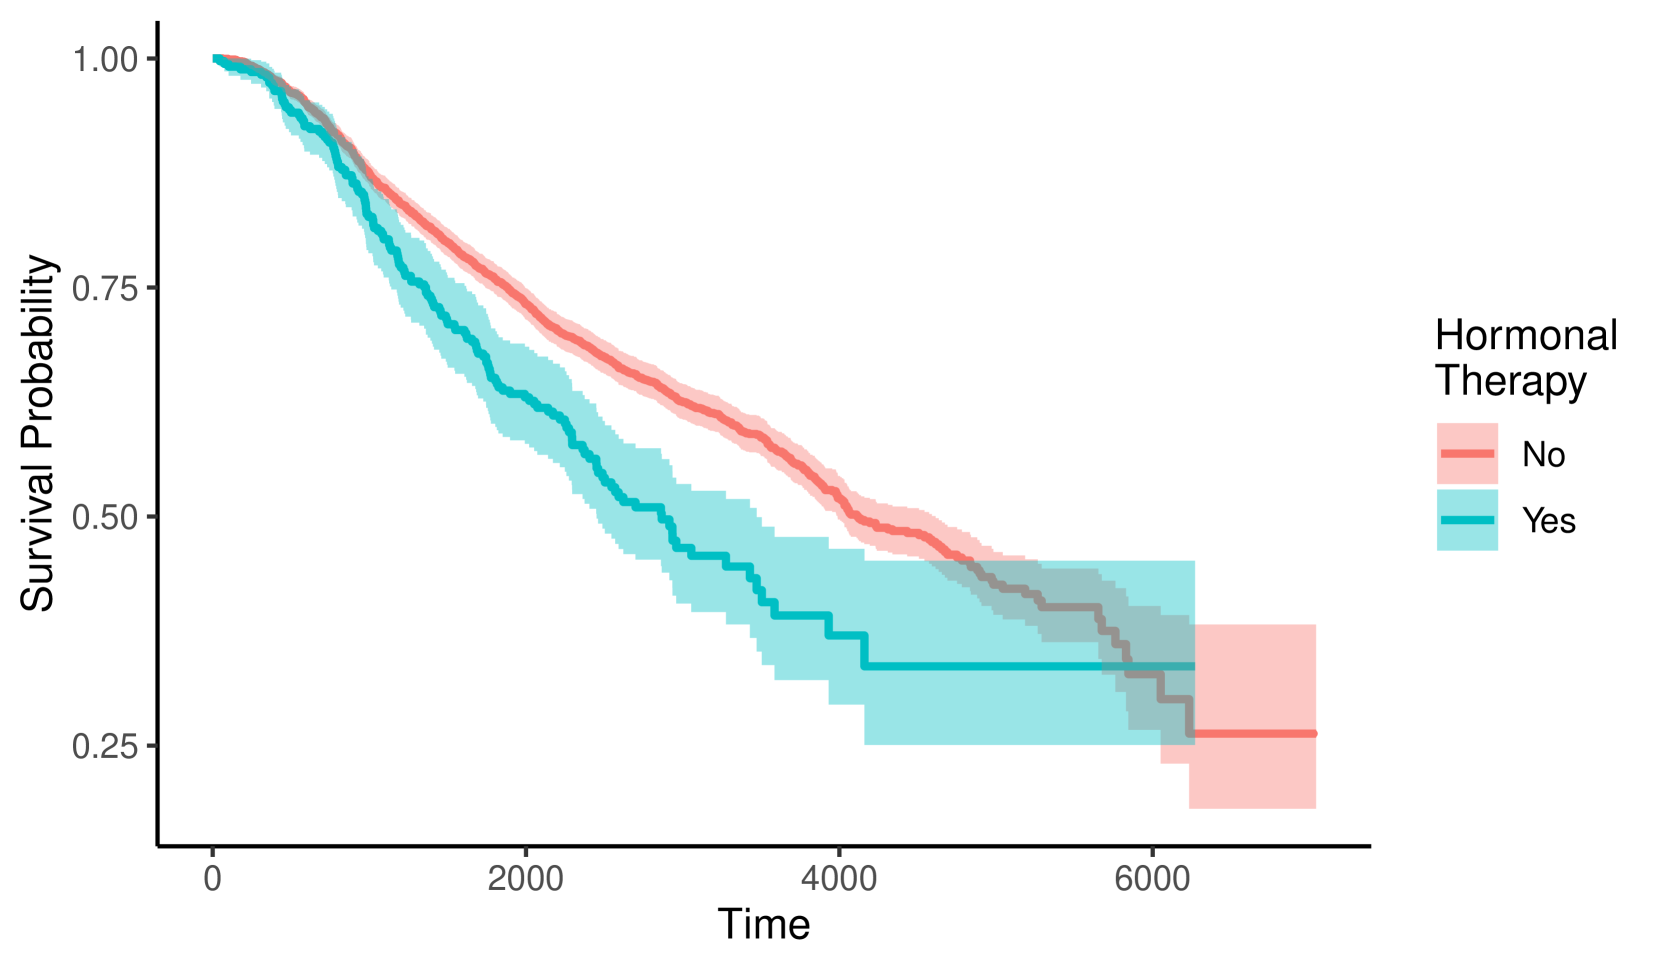 1.00
0.75
0.50
0.25
Survival Probability
0 2000 4000 6000
Time
Hormonal
Therapy
No
Yes